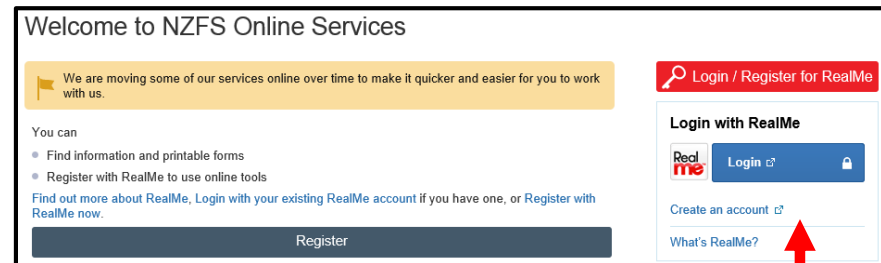 Welcome to NZFS Online Services
We are moving some of our services online over time to make it quicker and easier for you to work
with us.
You can
Find information and printable forms
Register with RealMe to use online tools
Find out more about RealMe, Login with your existing RealMe account if you have one, or Register with
RealMe now.
Register
Login / Register for RealMe
Login with RealMe
Real
me
Login
Create an account
What's RealMe?